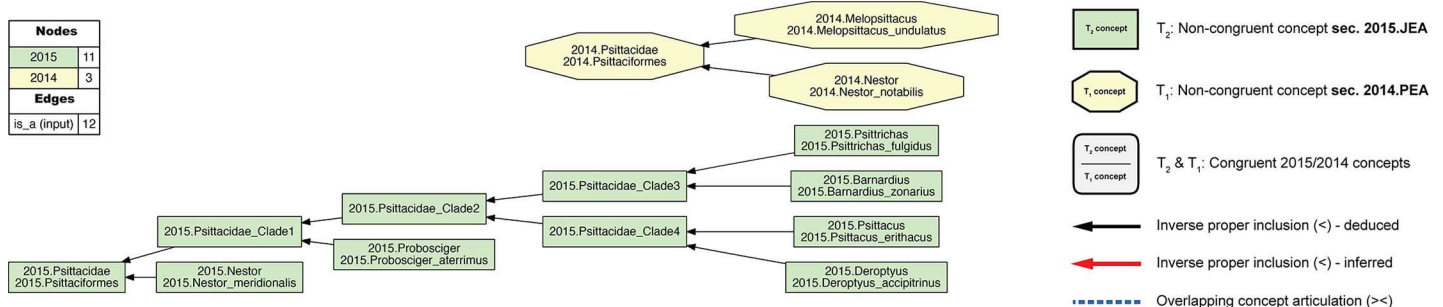 Nodes
2015 11
2014 3
Edges
is_a (input) 12
2014.Melopsittacus
2014.Melopsittacus_undulatus
2014.Psittacidae
2014.Psittaciformes
2014.Nestor
2014.Nestor_notabilis
2015.Psittrichas
2015.Psittrichas_fulgidus
2015.Psittacidae_Clade3
2015.Barnardius
2015.Barnardius_zonarius
2015.Psittacidae_Clade2
2015.Psittacidae_Clade1
2015.Psittacidae_Clade4
2015.Psittacus
2015.Psittacus_erithacus
2015.Probosciger
2015.Probosciger_aterrimus
2015.Psittacidae
2015.Psittaciformes
2015.Nestor
2015.Nestor_meridionalis
2015.Deroptyus
2015.Deroptyus_accipitrinus
T₂ concept
T₂: Non-congruent concept sec. 2015.JEA
T₁ concept
T₁: Non-congruent concept sec. 2014.PEA
T₂ concept
T₁ concept
T₂ & T₁: Congruent 2015/2014 concepts
Inverse proper inclusion (<) - deduced
Inverse proper inclusion (<) - inferred
Overlapping concept articulation (><)